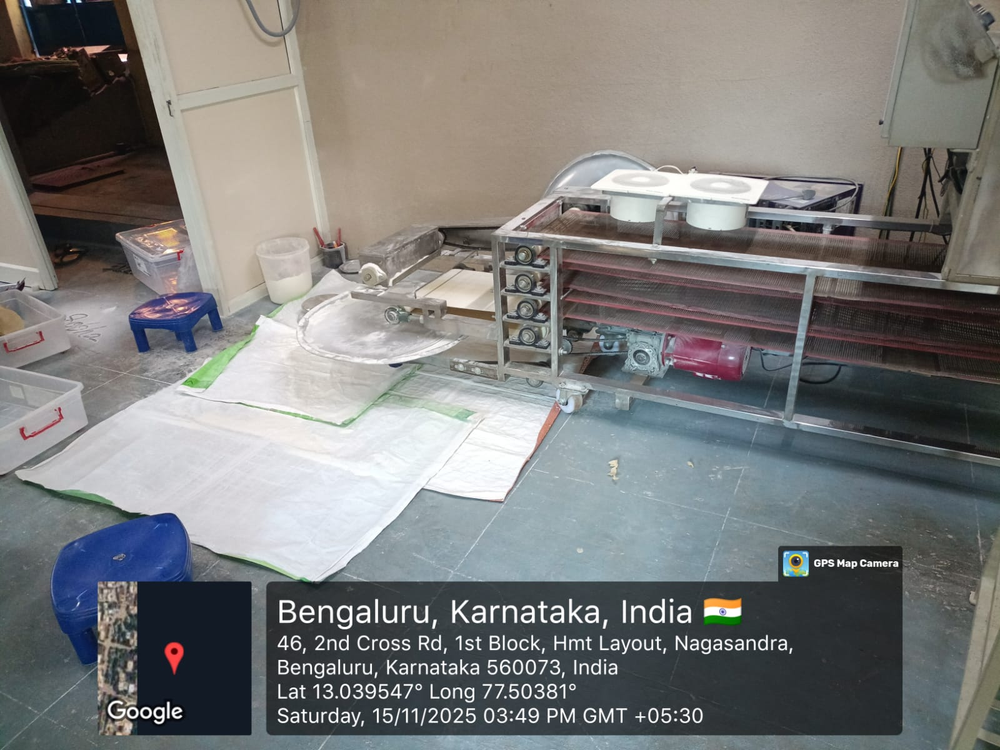 GPS Map Camera
Bengaluru, Karnataka, India
46, 2nd Cross Rd, 1st Block, Hmt Layout, Nagasandra,
Bengaluru, Karnataka 560073, India
Lat 13.039547° Long 77.50381°
Saturday, 15/11/2025 03:49 PM GMT +05:30
Google